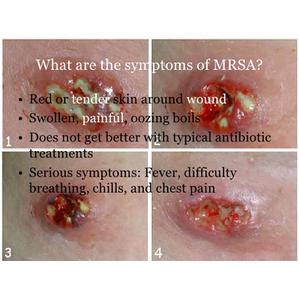 What are the symptoms of MRSA?
• Red or tender skin around wound
• Swollen, painful, oozing boils
• Does not get better with typical antibiotic
treatments
• Serious symptoms: Fever, difficulty
breathing, chills, and chest pain
1
2
3
4